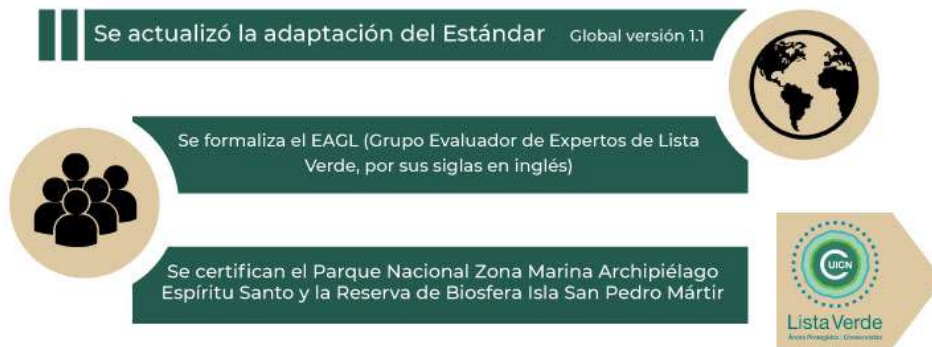 Se actualizó la adaptación del Estándar Global versión 1.1
Se formaliza el EAGL (Grupo Evaluador de Expertos de Lista
Verde, por sus siglas en inglés)
Se certifican el Parque Nacional Zona Marina Archipiélago
Espíritu Santo y la Reserva de Biosfera Isla San Pedro Mártir
UICN
Lista Verde
Áreas Protegidas